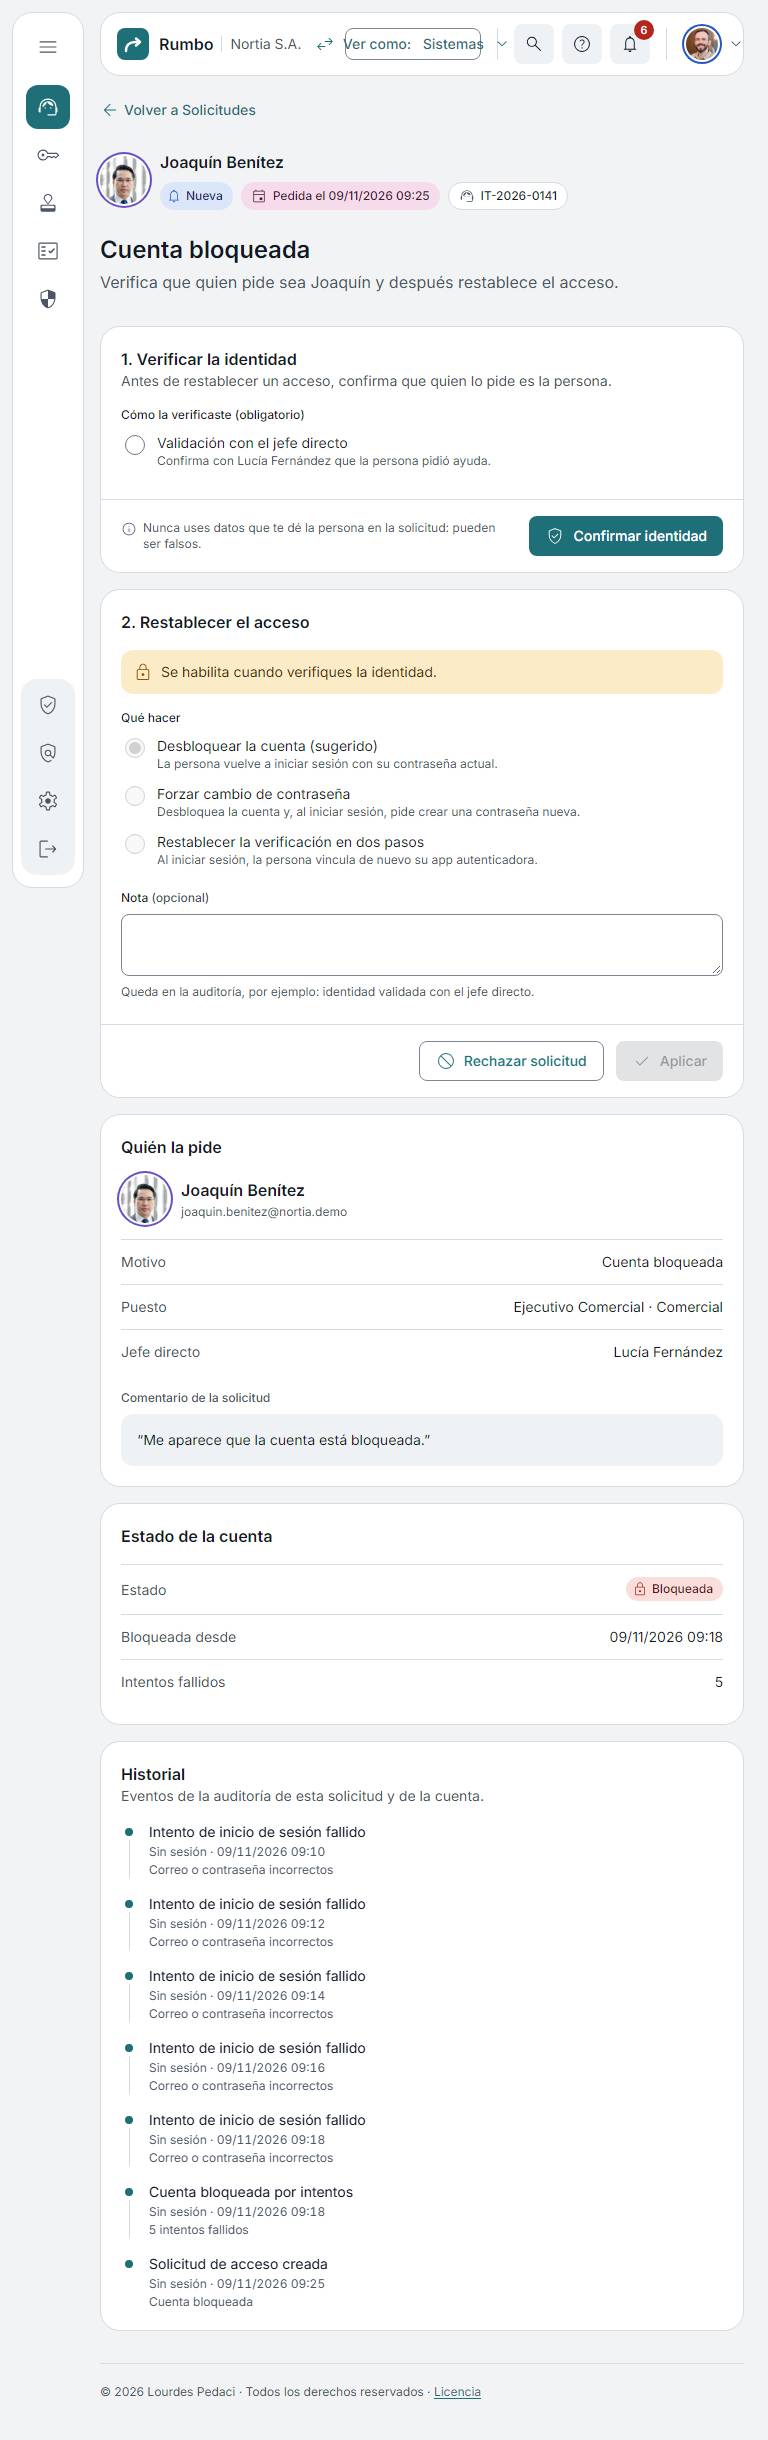 Rumbo
Nortia S.A.
Ver como: Sistemas
6
Volver a Solicitudes
Joaquín Benítez
Nueva
Pedida el 09/11/2026 09:25
IT-2026-0141
Cuenta bloqueada
Verifica que quien pide sea Joaquín y después restablece el acceso.
1. Verificar la identidad
Antes de restablecer un acceso, confirma que quien lo pide es la persona.
Cómo la verificaste (obligatorio)
Validación con el jefe directo
Confirma con Lucía Fernández que la persona pidió ayuda.
Nunca uses datos que te dé la persona en la solicitud: pueden
ser falsos.
Confirmar identidad
2. Restablecer el acceso
Se habilita cuando verifiques la identidad.
Qué hacer
Desbloquear la cuenta (sugerido)
La persona vuelve a iniciar sesión con su contraseña actual.
Forzar cambio de contraseña
Desbloquea la cuenta y, al iniciar sesión, pide crear una contraseña nueva.
Restablecer la verificación en dos pasos
Al iniciar sesión, la persona vincula de nuevo su app autenticadora.
Nota (opcional)
Queda en la auditoría, por ejemplo: identidad validada con el jefe directo.
Rechazar solicitud
Aplicar
Quién la pide
Joaquín Benítez
joaquin.benitez@nortia.demo
Motivo
Cuenta bloqueada
Puesto
Ejecutivo Comercial · Comercial
Jefe directo
Lucía Fernández
Comentario de la solicitud
"Me aparece que la cuenta está bloqueada."
Estado de la cuenta
Estado
Bloqueada
Bloqueada desde
09/11/2026 09:18
Intentos fallidos
5
Historial
Eventos de la auditoría de esta solicitud y de la cuenta.
Intento de inicio de sesión fallido
Sin sesión · 09/11/2026 09:10
Correo o contraseña incorrectos
Intento de inicio de sesión fallido
Sin sesión · 09/11/2026 09:12
Correo o contraseña incorrectos
Intento de inicio de sesión fallido
Sin sesión · 09/11/2026 09:14
Correo o contraseña incorrectos
Intento de inicio de sesión fallido
Sin sesión · 09/11/2026 09:16
Correo o contraseña incorrectos
Intento de inicio de sesión fallido
Sin sesión · 09/11/2026 09:18
Correo o contraseña incorrectos
Cuenta bloqueada por intentos
Sin sesión · 09/11/2026 09:18
5 intentos fallidos
Solicitud de acceso creada
Sin sesión · 09/11/2026 09:25
Cuenta bloqueada
© 2026 Lourdes Pedaci · Todos los derechos reservados · Licencia